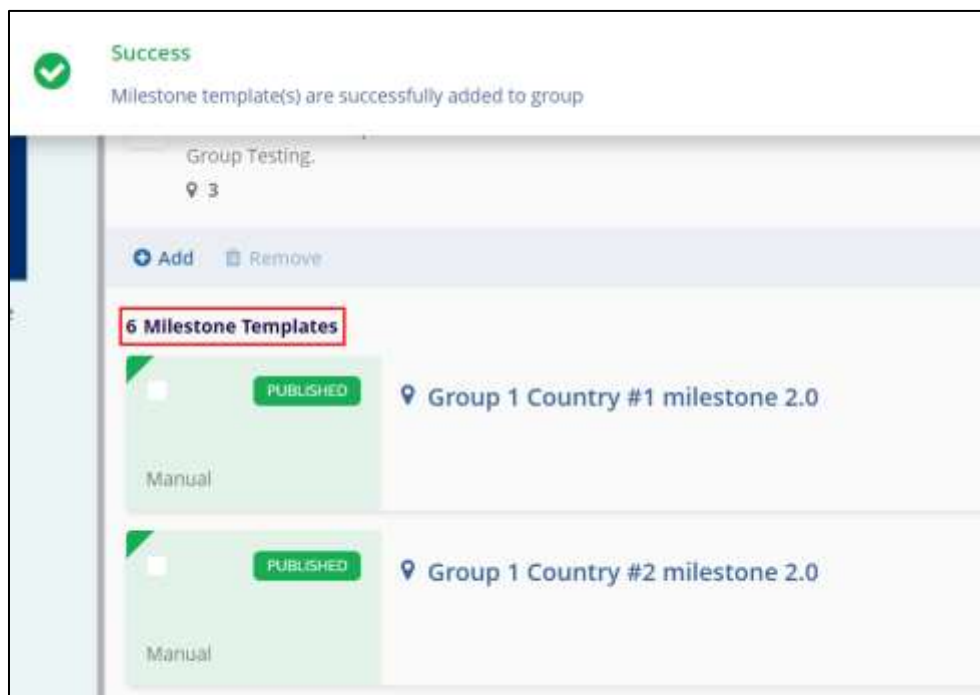 Success
Milestone template(s) are successfully added to group
Group Testing.
3
Add Remove
6 Milestone Templates
PUBLISHED
Group 1 Country #1 milestone 2.0
Manual
PUBLISHED
Group 1 Country #2 milestone 2.0
Manual